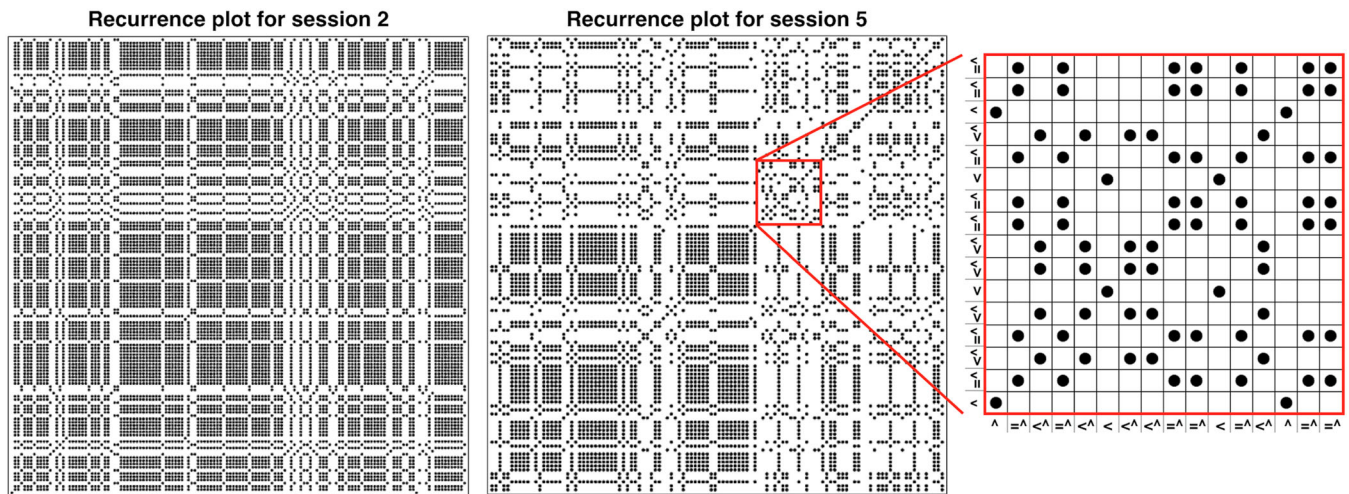 Recurrence plot for session 2
Recurrence plot for session 5
^ =^ <^ =^ <^ < <^ <^ =^ =^ < =^ <^ ^ =^ =^
^ =^ <^ =^ <^ < <^ <^ =^ =^ < =^ <^ ^ =^ =^